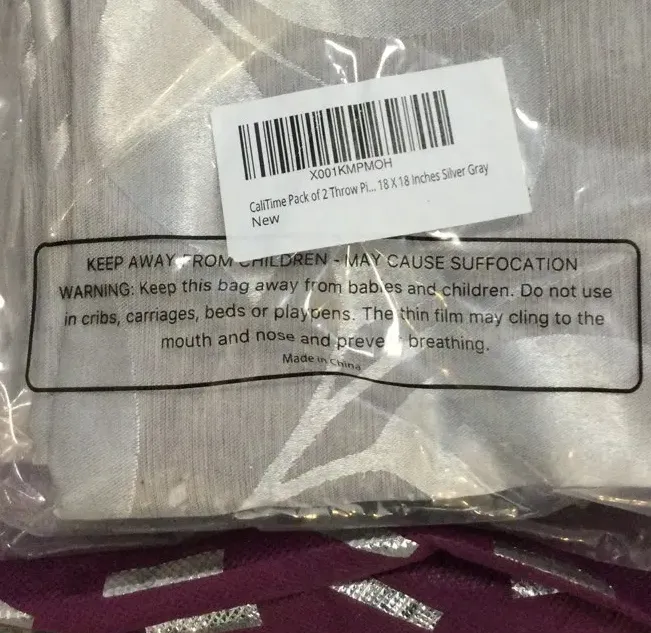 X001KMPMOH
CaliTime Pack of 2 Throw Pi... 18 X 18 Inches Silver Gray
New
KEEP AWAY FROM CHILDREN - MAY CAUSE SUFFOCATION
WARNING: Keep this bag away from babies and children. Do not use
in cribs, carriages, beds or playpens. The thin film may cling to the
mouth and nose and preve breathing.
Made in China